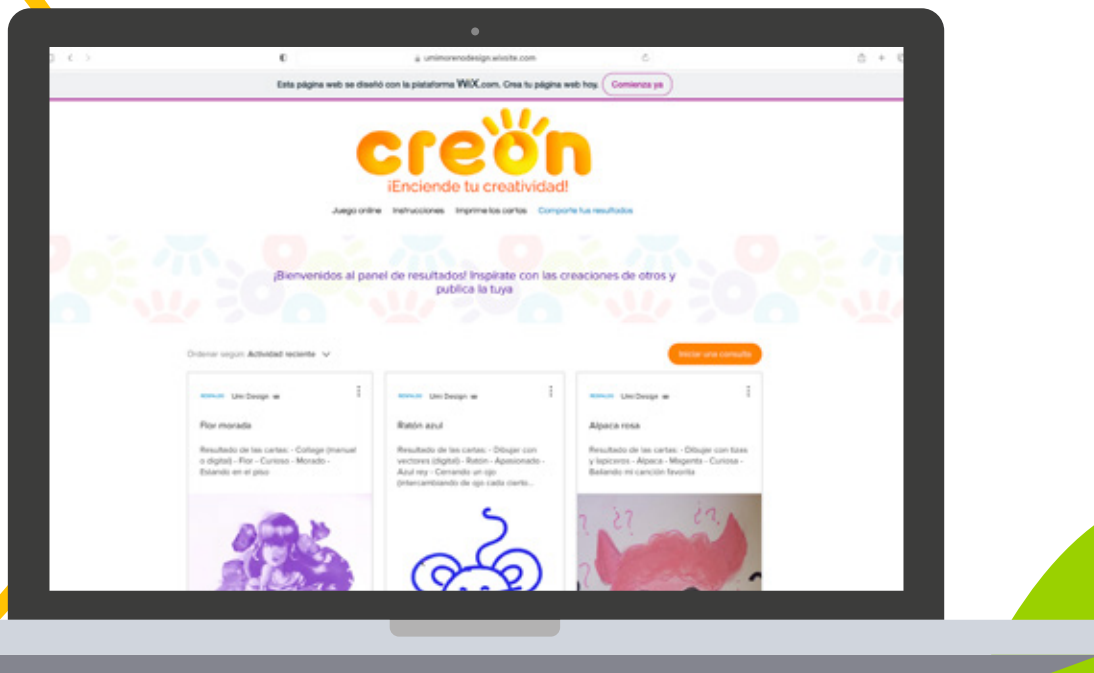 umimorenodesign.wixsite.com
Esta página web se diseñó con la plataforma WiX.com. Crea tu página web hoy. Comienza ya
creon
¡Enciende tu creatividad!
Juego online Instrucciones Imprime las cartas Comparte tus resultados
¡Bienvenidos al panel de resultados! Inspírate con las creaciones de otros y
publica la tuya
Ordenar según: Actividad reciente Iniciar una consulta
Umi Design
Flor morada
Resultado de las cartas: - Collage (manual
o digital) - Flor - Curioso - Morado -
Estando en el piso
Umi Design
Ratón azul
Resultado de las cartas: - Dibujar con
vectores (digital) - Ratón - Apasionado -
Azul rey - Cerrando un ojo
(intercambiando de ojo cada cierto...
Umi Design
Alpaca rosa
Resultado de las cartas: - Dibujar con tizas
y lapiceros - Alpaca - Magenta - Curiosa -
Bailando mi canción favorita
? ¿? ¿?